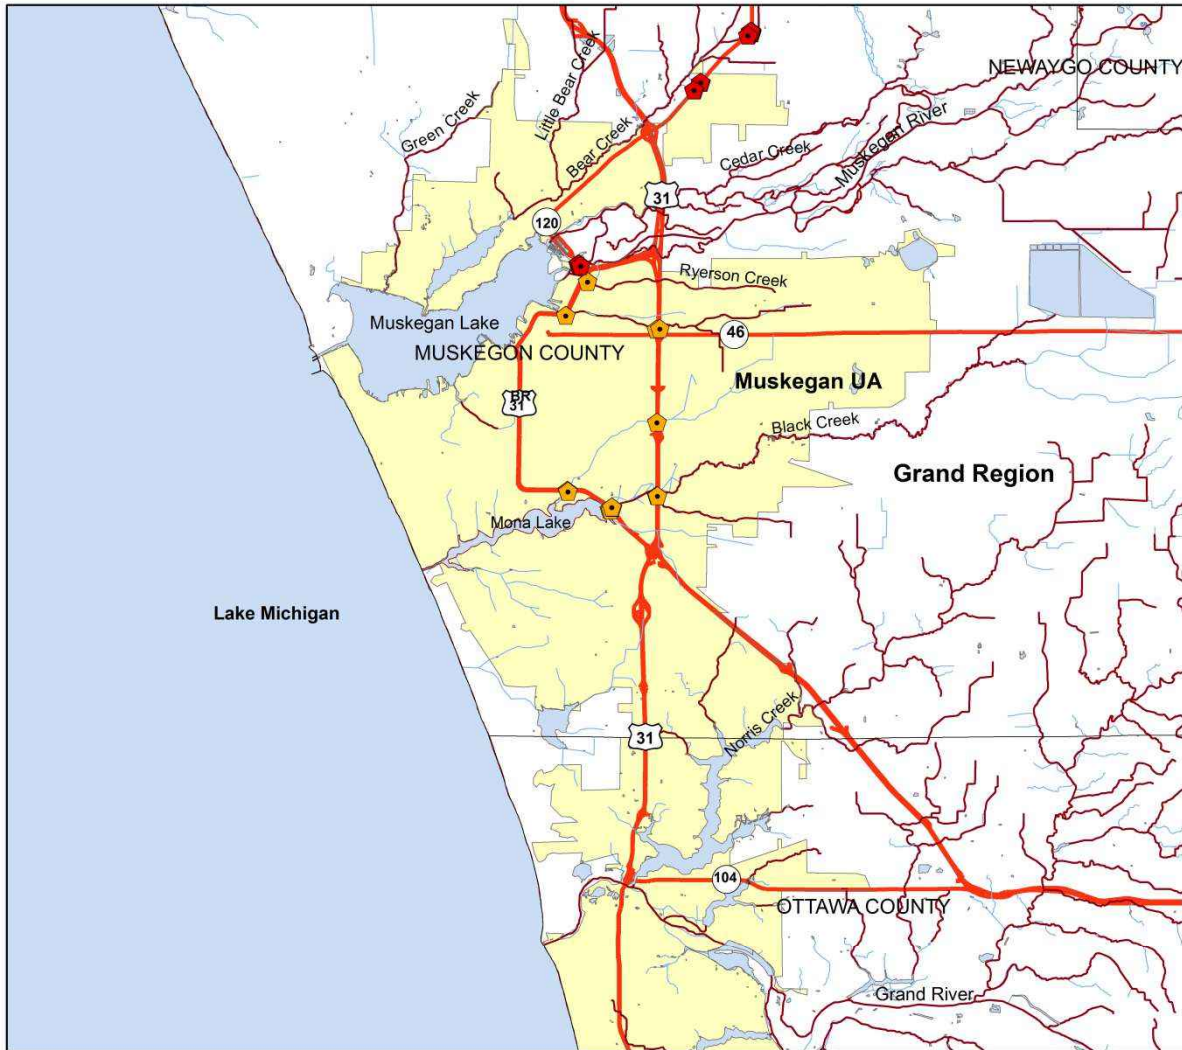 NEWAYGO COUNTY
Little Bear Creek
Green Creek
Bear Creek
Cedar Creek
Muskegan River
31
120
Ryerson Creek
Muskegan Lake
46
MUSKEGON COUNTY
Muskegan UA
BR
31
Black Creek
Grand Region
Mona Lake
Lake Michigan
Norris Creek
31
104
OTTAWA COUNTY
Grand River